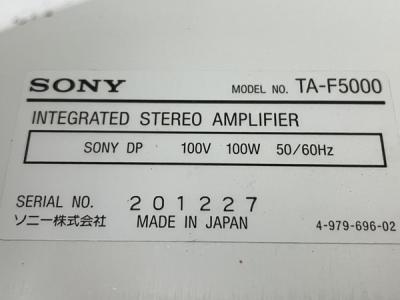 SONY MODEL NO. TA-F5000
INTEGRATED STEREO AMPLIFIER
SONY DP 100V 100W 50/60Hz
SERIAL NO. 201227
ソニー株式会社 MADE IN JAPAN 4-979-696-02